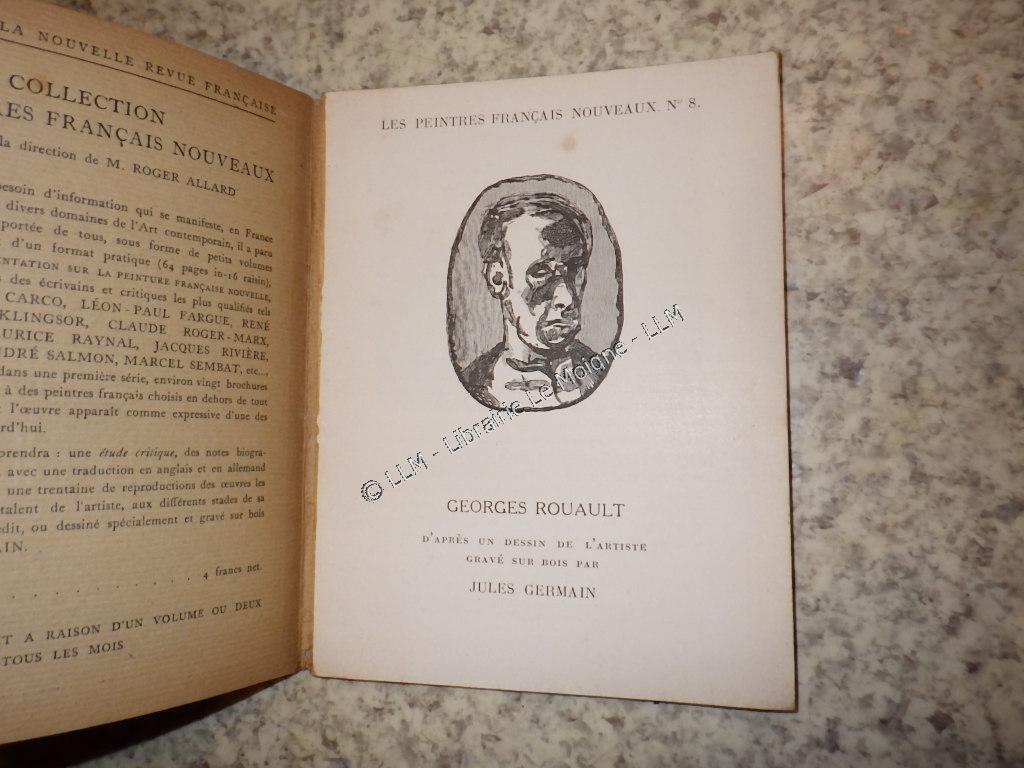 LA NOUVELLE REVUE FRANÇAISE
COLLECTION
RES FRANÇAIS NOUVEAUX
la direction de M. ROGER ALLARD
besoin d'information qui se manifeste, en France
divers domaines de l'Art contemporain, il a paru
portée de tous, sous forme de petits volumes
d'un format pratique (64 pages in-16 raisin),
ENTATION SUR LA PEINTURE FRANÇAISE NOUVELLE,
des écrivains et critiques les plus qualifiés tels
CARCO, LÉON-PAUL FARGUE, RENÉ
KLINGSOR, CLAUDE ROGER-MARX,
AURICE RAYNAL, JACQUES RIVIÈRE,
NDRÉ SALMON, MARCEL SEMBAT, etc...,
dans une première série, environ vingt brochures
à des peintres français choisis en dehors de tout
l'œuvre apparaît comme expressive d'une des
urd'hui.
prendra : une étude critique, des notes biogra-
avec une traduction en anglais et en allemand
une trentaine de reproductions des œuvres les
talent de l'artiste, aux différents stades de sa
édit, ou dessiné spécialement et gravé sur bois
AIN.
. . . . . . . . . . . . . 4 francs net.
T A RAISON D'UN VOLUME OU DEUX
TOUS LES MOIS
LES PEINTRES FRANÇAIS NOUVEAUX. N° 8.
© LLM - Librairie Le Moione - LLM
GEORGES ROUAULT
D'APRÈS UN DESSIN DE L'ARTISTE
GRAVÉ SUR BOIS PAR
JULES GERMAIN